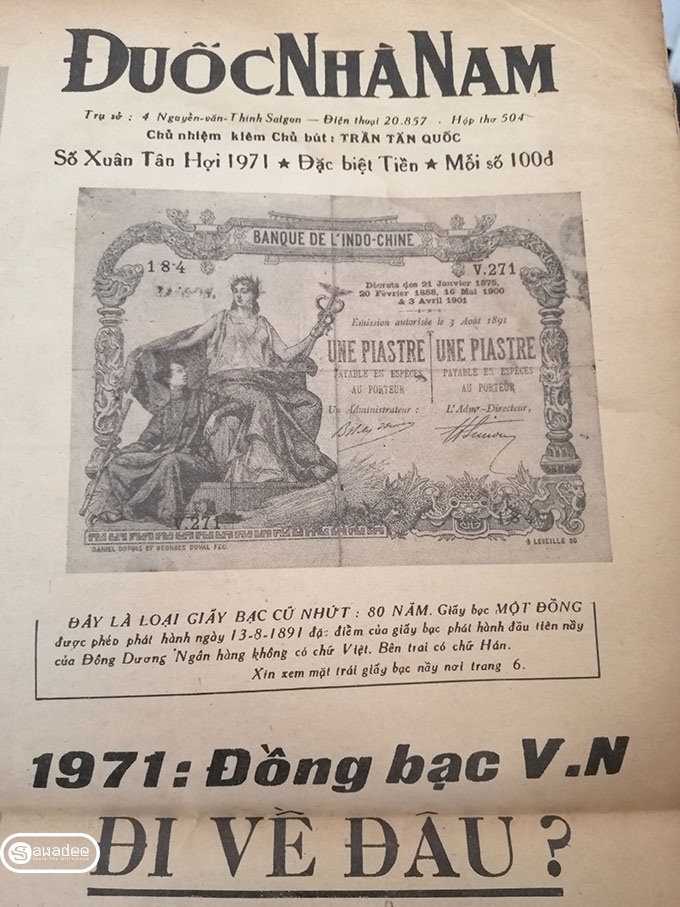 ĐUỐC NHÀ NAM
Trụ sở : 4 Nguyễn-văn-Thinh Saigon — Điện thoại 20.857 . Hộp thơ 504
Chủ nhiệm kiêm Chủ bút : TRẦN TẤN QUỐC
Số Xuân Tân Hợi 1971 ★ Đặc biệt Tiền ★ Mỗi số 100đ
BANQUE DE L'INDO-CHINE
184
V.271
Décrets des 21 Janvier 1875,
20 Février 1888, 16 Mai 1900
& 3 Avril 1901
Emission autorisée le 3 Août 1891
UNE PIASTRE UNE PIASTRE
PAYABLE EN ESPÈCES PAYABLE EN ESPÈCES
AU PORTEUR AU PORTEUR
Un Administrateur : L'Admr-Directeur,
V.271
DANIEL DUPUIS ET GEORGES DUVAL FEC.
A LEVEILLE SC
ĐÂY LÀ LOẠI GIẤY BẠC CŨ NHỨT : 80 NĂM. Giấy bạc MỘT ĐỒNG
được phép phát hành ngày 13-8-1891 đặc điểm của giấy bạc phát hành đầu tiên nầy
của Đông Dương Ngân hàng không có chữ Việt. Bên trai có chữ Hán.
Xin xem mặt trái giấy bạc nầy nơi trang 6.
1971 : Đồng bạc V.N
ĐI VỀ ĐÂU ?
Sawadee